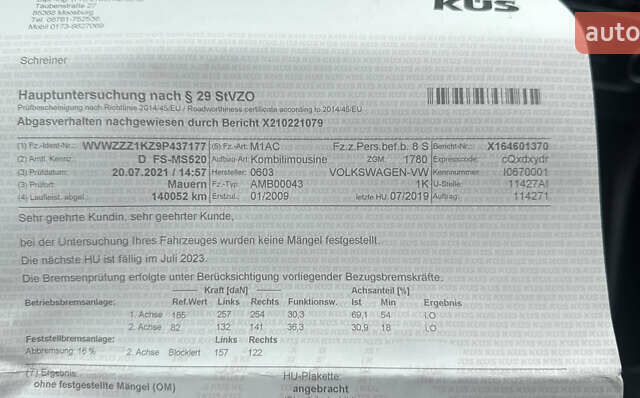 Taubenstraße 27
85368 Moosburg
Tel. 08761-752536
Mobil 0173-9827069
KÜS
auto
Schreiner
Hauptuntersuchung nach § 29 StVZO
Prüfbescheinigung nach Richtlinie 2014/45/EU / Roadworthiness certificate according to 2014/45/EU
Abgasverhalten nachgewiesen durch Bericht X210221079
(1) Fz.-Ident-Nr.: WVWZZZ1KZ9P437177 (5) Fz.-Art: M1AC Fz.z.Pers.bef.b. 8 S Bericht-Nr.: X164601370
(2) Amtl. Kennz.: D FS-MS520 Aufbau-Art: Kombilimousine ZGM: 1780 Expresscode: cQxdxydr
(3) Prüfdatum: 20.07.2021 / 14:57 Hersteller: 0603 VOLKSWAGEN-VW Kennnummer: I0670001
(3) Prüfort: Mauern Fz.-Typ: AMB00043 1K U-Stelle: 11427AI
(4) Laufleist. abgel.: 140052 km Erstzul.: 01/2009 letzte HU: 07/2019 Auftrag: 114271
Sehr geehrte Kundin, sehr geehrter Kunde,
bei der Untersuchung Ihres Fahrzeuges wurden keine Mängel festgestellt.
Die nächste HU ist fällig im Juli 2023.
Die Bremsenprüfung erfolgte unter Berücksichtigung vorliegender Bezugsbremskräfte.
Kraft [daN] Achsanteil [%]
Ref.Wert Links Rechts Funktionsw. Ist Min Ergebnis
Betriebsbremsanlage: 1. Achse 185 257 254 30,3 69,1 54 I.O
2. Achse 82 132 141 36,3 30,9 18 I.O
Feststellbremsanlage: Links Rechts
Abbremsung 16 % 2. Achse Blockiert 157 122
(7) Ergebnis HU-Plakette:
ohne festgestellte Mängel (OM) angebracht